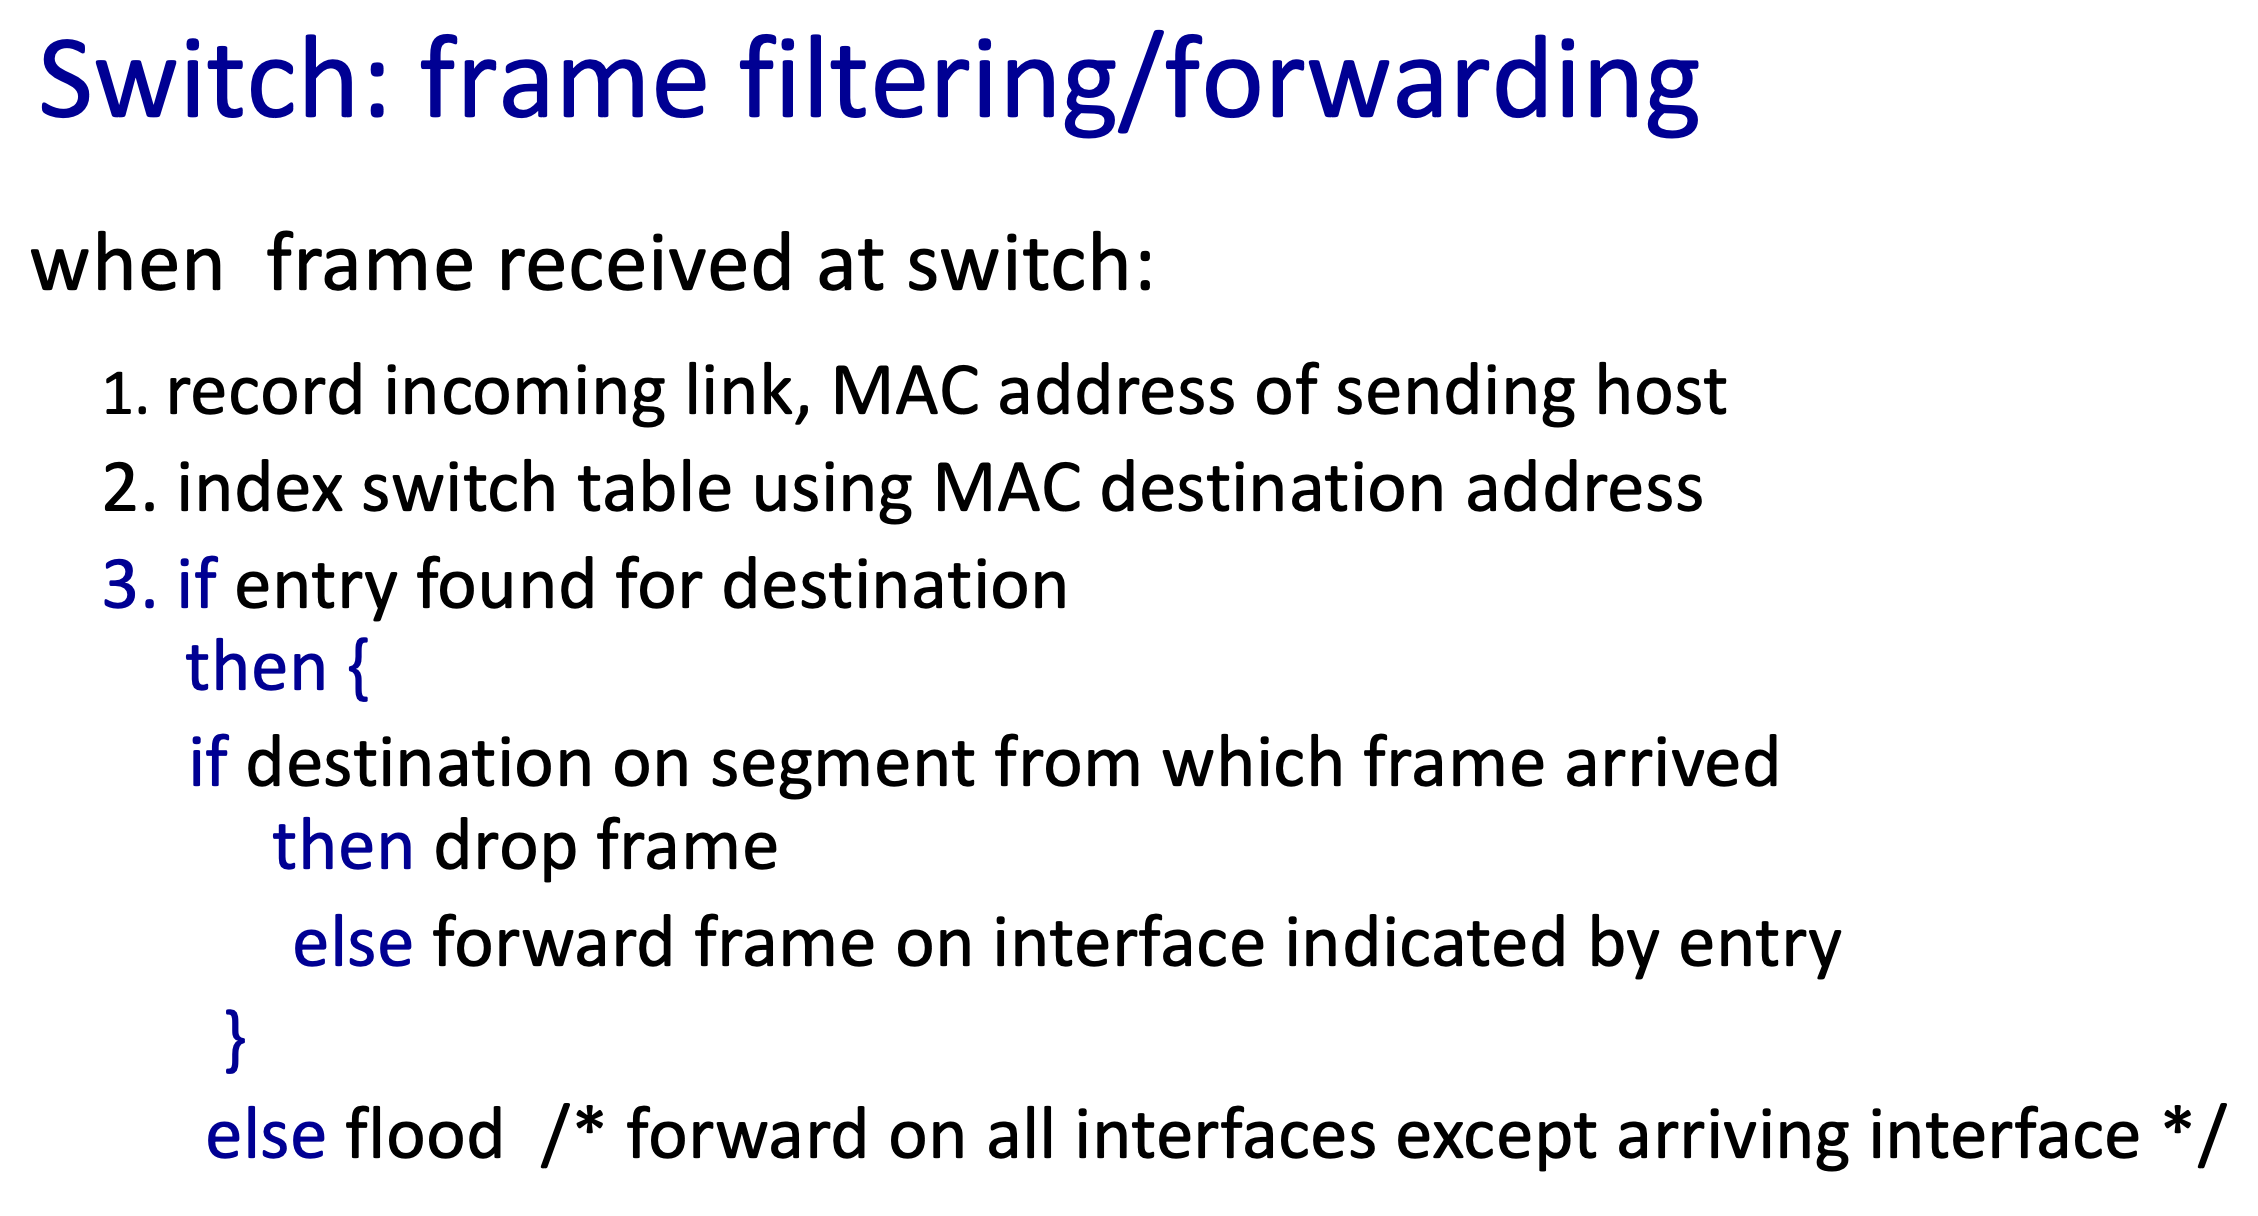 Switch: frame filtering/forwarding
when  frame received at switch:
1. record incoming link, MAC address of sending host
2. index switch table using MAC destination address
3. if entry found for destination
then {
if destination on segment from which frame arrived
then drop frame
else forward frame on interface indicated by entry
}
else flood  /* forward on all interfaces except arriving interface */